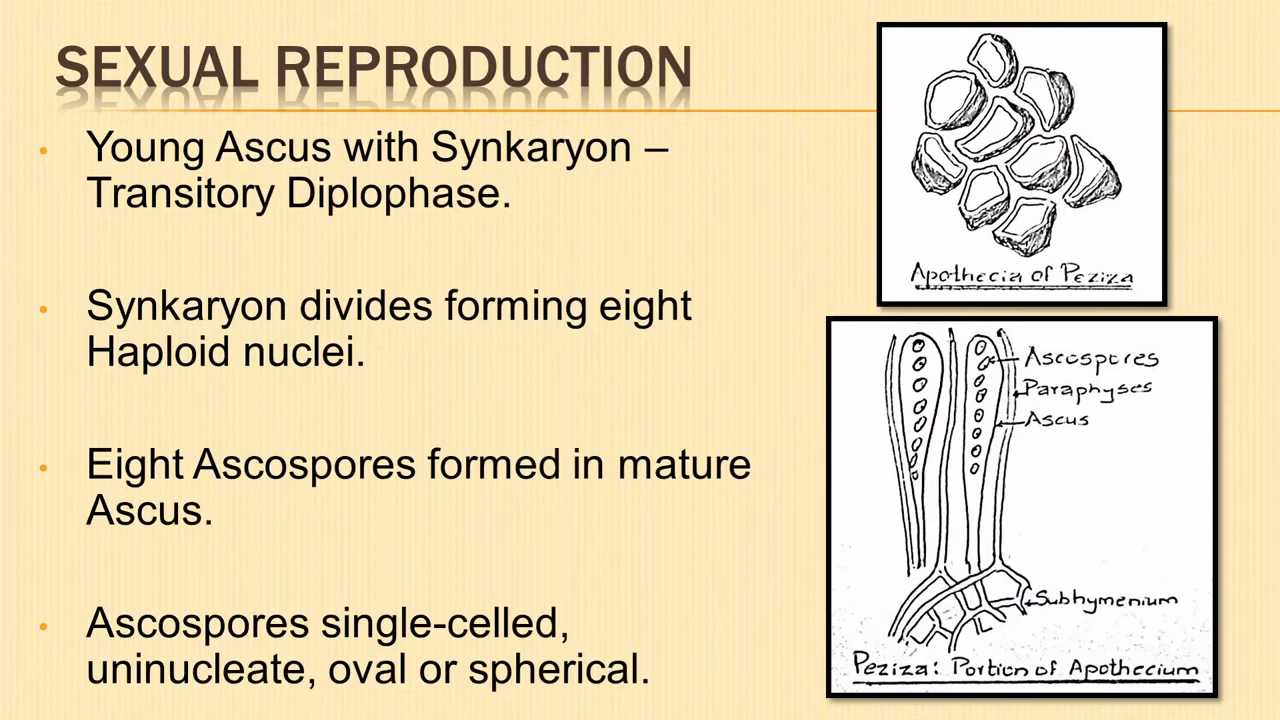 SEXUAL REPRODUCTION
• Young Ascus with Synkaryon –
Transitory Diplophase.
• Synkaryon divides forming eight
Haploid nuclei.
• Eight Ascospores formed in mature
Ascus.
• Ascospores single-celled,
uninucleate, oval or spherical.
Apothecia of Peziza
Ascospores
Paraphyses
Ascus
Subhymenium
Peziza: Portion of Apothecium